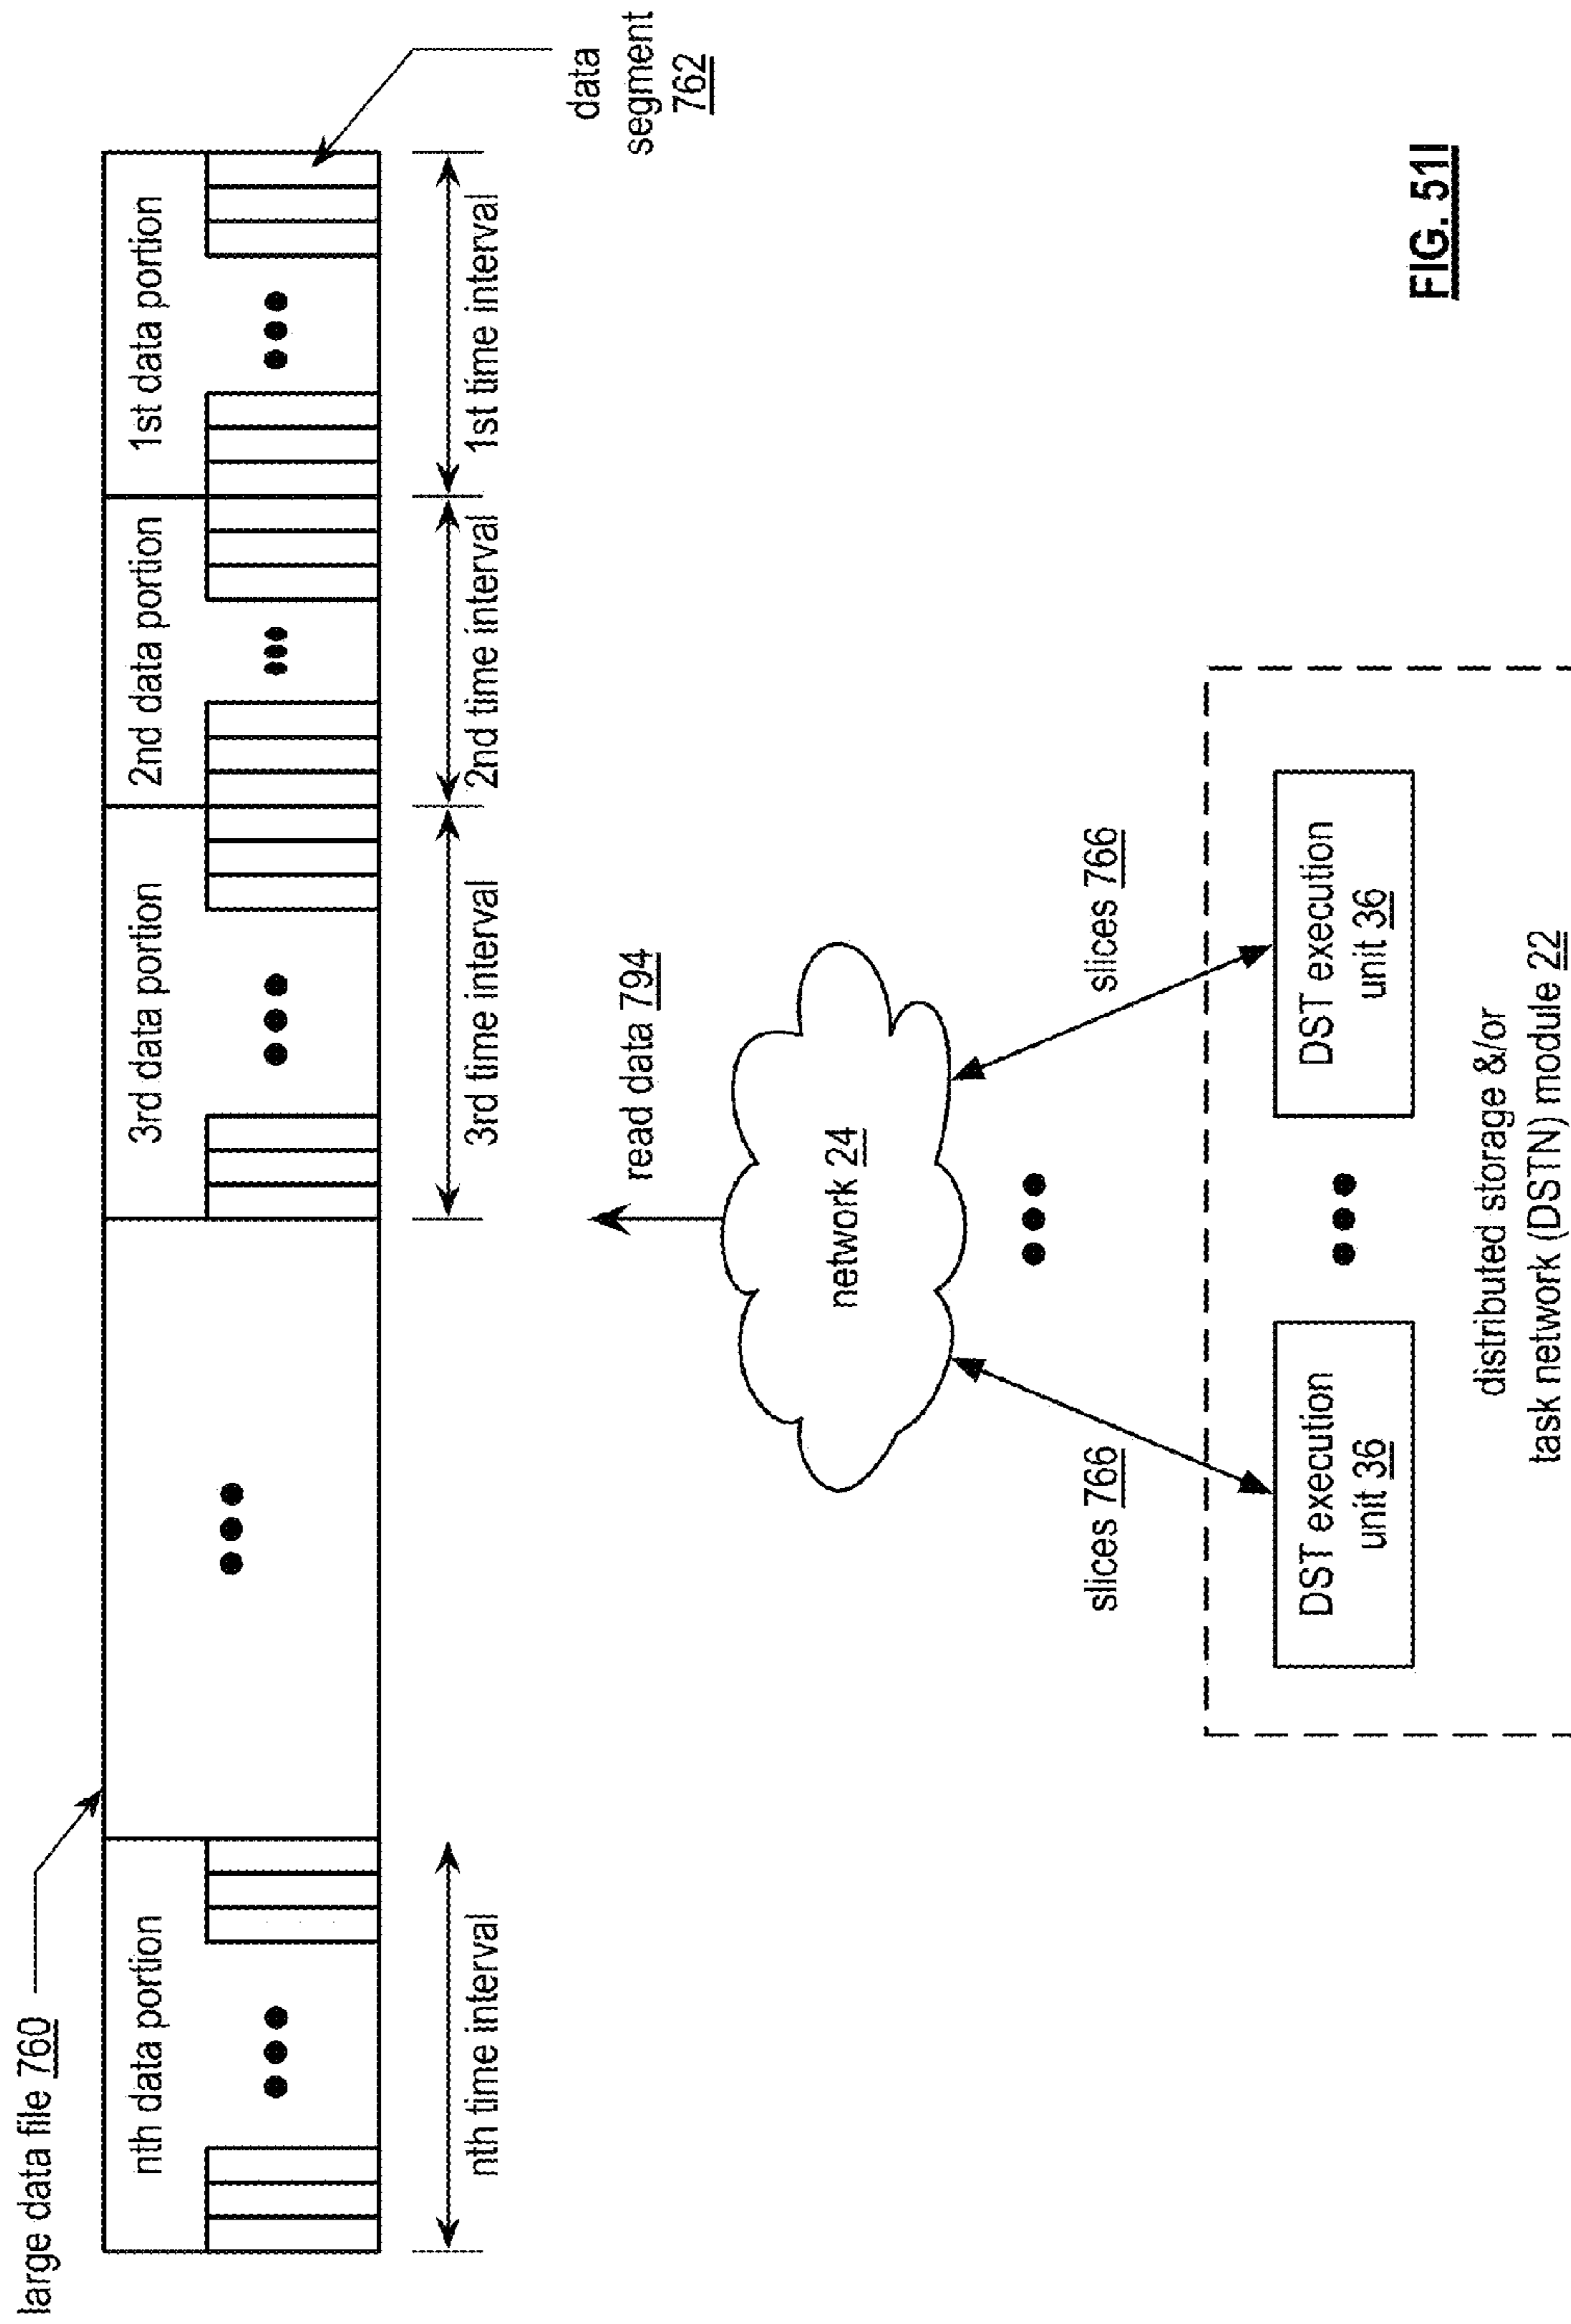 large data file 760
nth data portion
3rd data portion
2nd data portion
1st data portion
nth time interval
3rd time interval
2nd time interval
1st time interval
data
segment
762
read data 794
network 24
slices 766
slices 766
DST execution
unit 36
DST execution
unit 36
distributed storage &/or
task network (DSTN) module 22
FIG. 51I